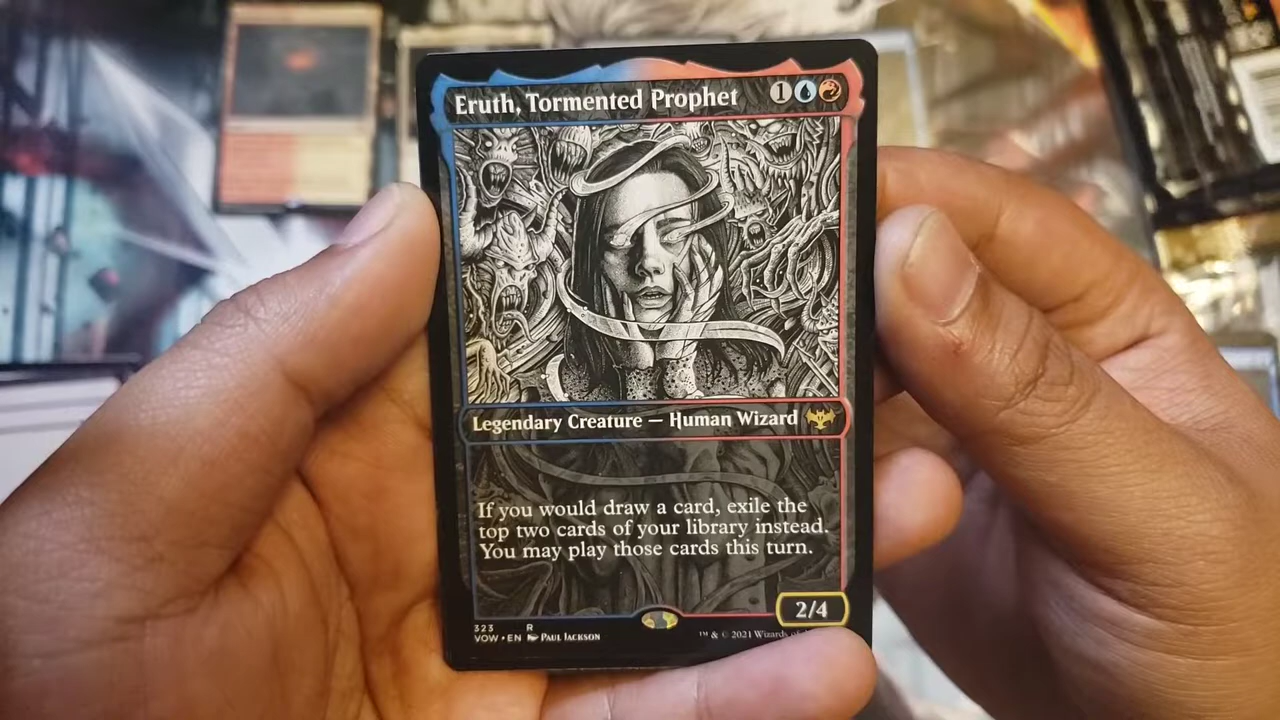 Eruth, Tormented Prophet 1
Legendary Creature — Human Wizard
If you would draw a card, exile the
top two cards of your library instead.
You may play those cards this turn.
2/4
323 R
VOW • EN PAUL JACKSON ™ & © 2021 Wizards of